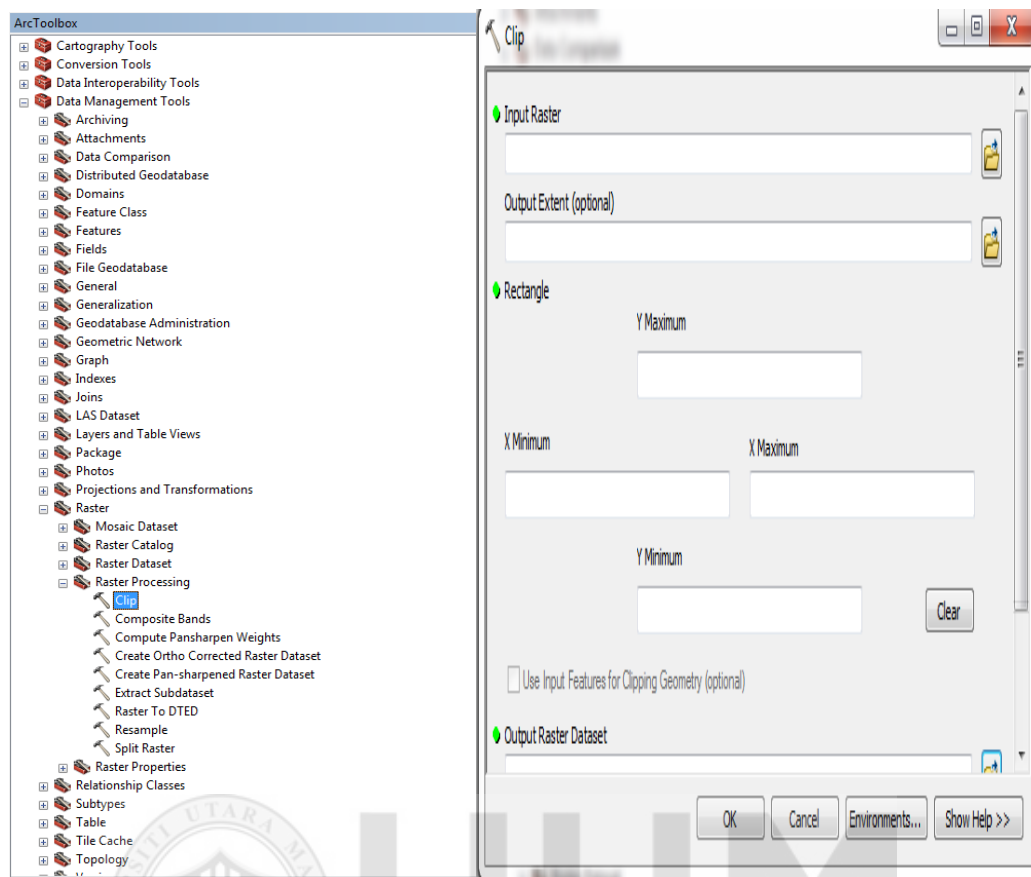 ArcToolbox
Cartography Tools
Conversion Tools
Data Interoperability Tools
Data Management Tools
Archiving
Attachments
Data Comparison
Distributed Geodatabase
Domains
Feature Class
Features
Fields
File Geodatabase
General
Generalization
Geodatabase Administration
Geometric Network
Graph
Indexes
Joins
LAS Dataset
Layers and Table Views
Package
Photos
Projections and Transformations
Raster
Mosaic Dataset
Raster Catalog
Raster Dataset
Raster Processing
Clip
Composite Bands
Compute Pansharpen Weights
Create Ortho Corrected Raster Dataset
Create Pan-sharpened Raster Dataset
Extract Subdataset
Raster To DTED
Resample
Split Raster
Raster Properties
Relationship Classes
Subtypes
Table
Tile Cache
Topology
Clip
Input Raster
Output Extent (optional)
Rectangle
Y Maximum
X Minimum
X Maximum
Y Minimum
Clear
Use Input Features for Clipping Geometry (optional)
Output Raster Dataset
OK
Cancel
Environments...
Show Help >>
UTARA